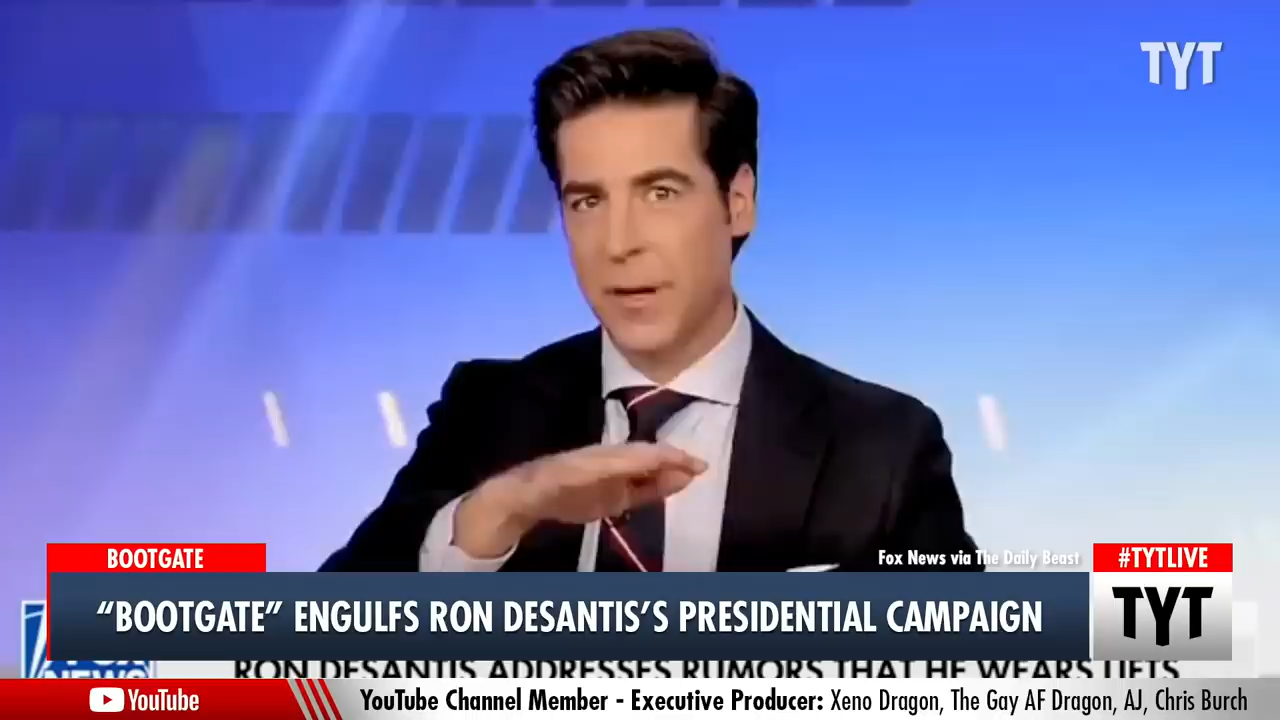 TYT
BOOTGATE
Fox News via The Daily Beast
#TYTLIVE
“BOOTGATE” ENGULFS RON DESANTIS’S PRESIDENTIAL CAMPAIGN
TYT
FOX
NEWS
RON DESANTIS ADDRESSES RUMORS THAT HE WEARS LIFTS
YouTube
YouTube Channel Member - Executive Producer: Xeno Dragon, The Gay AF Dragon, AJ, Chris Burch